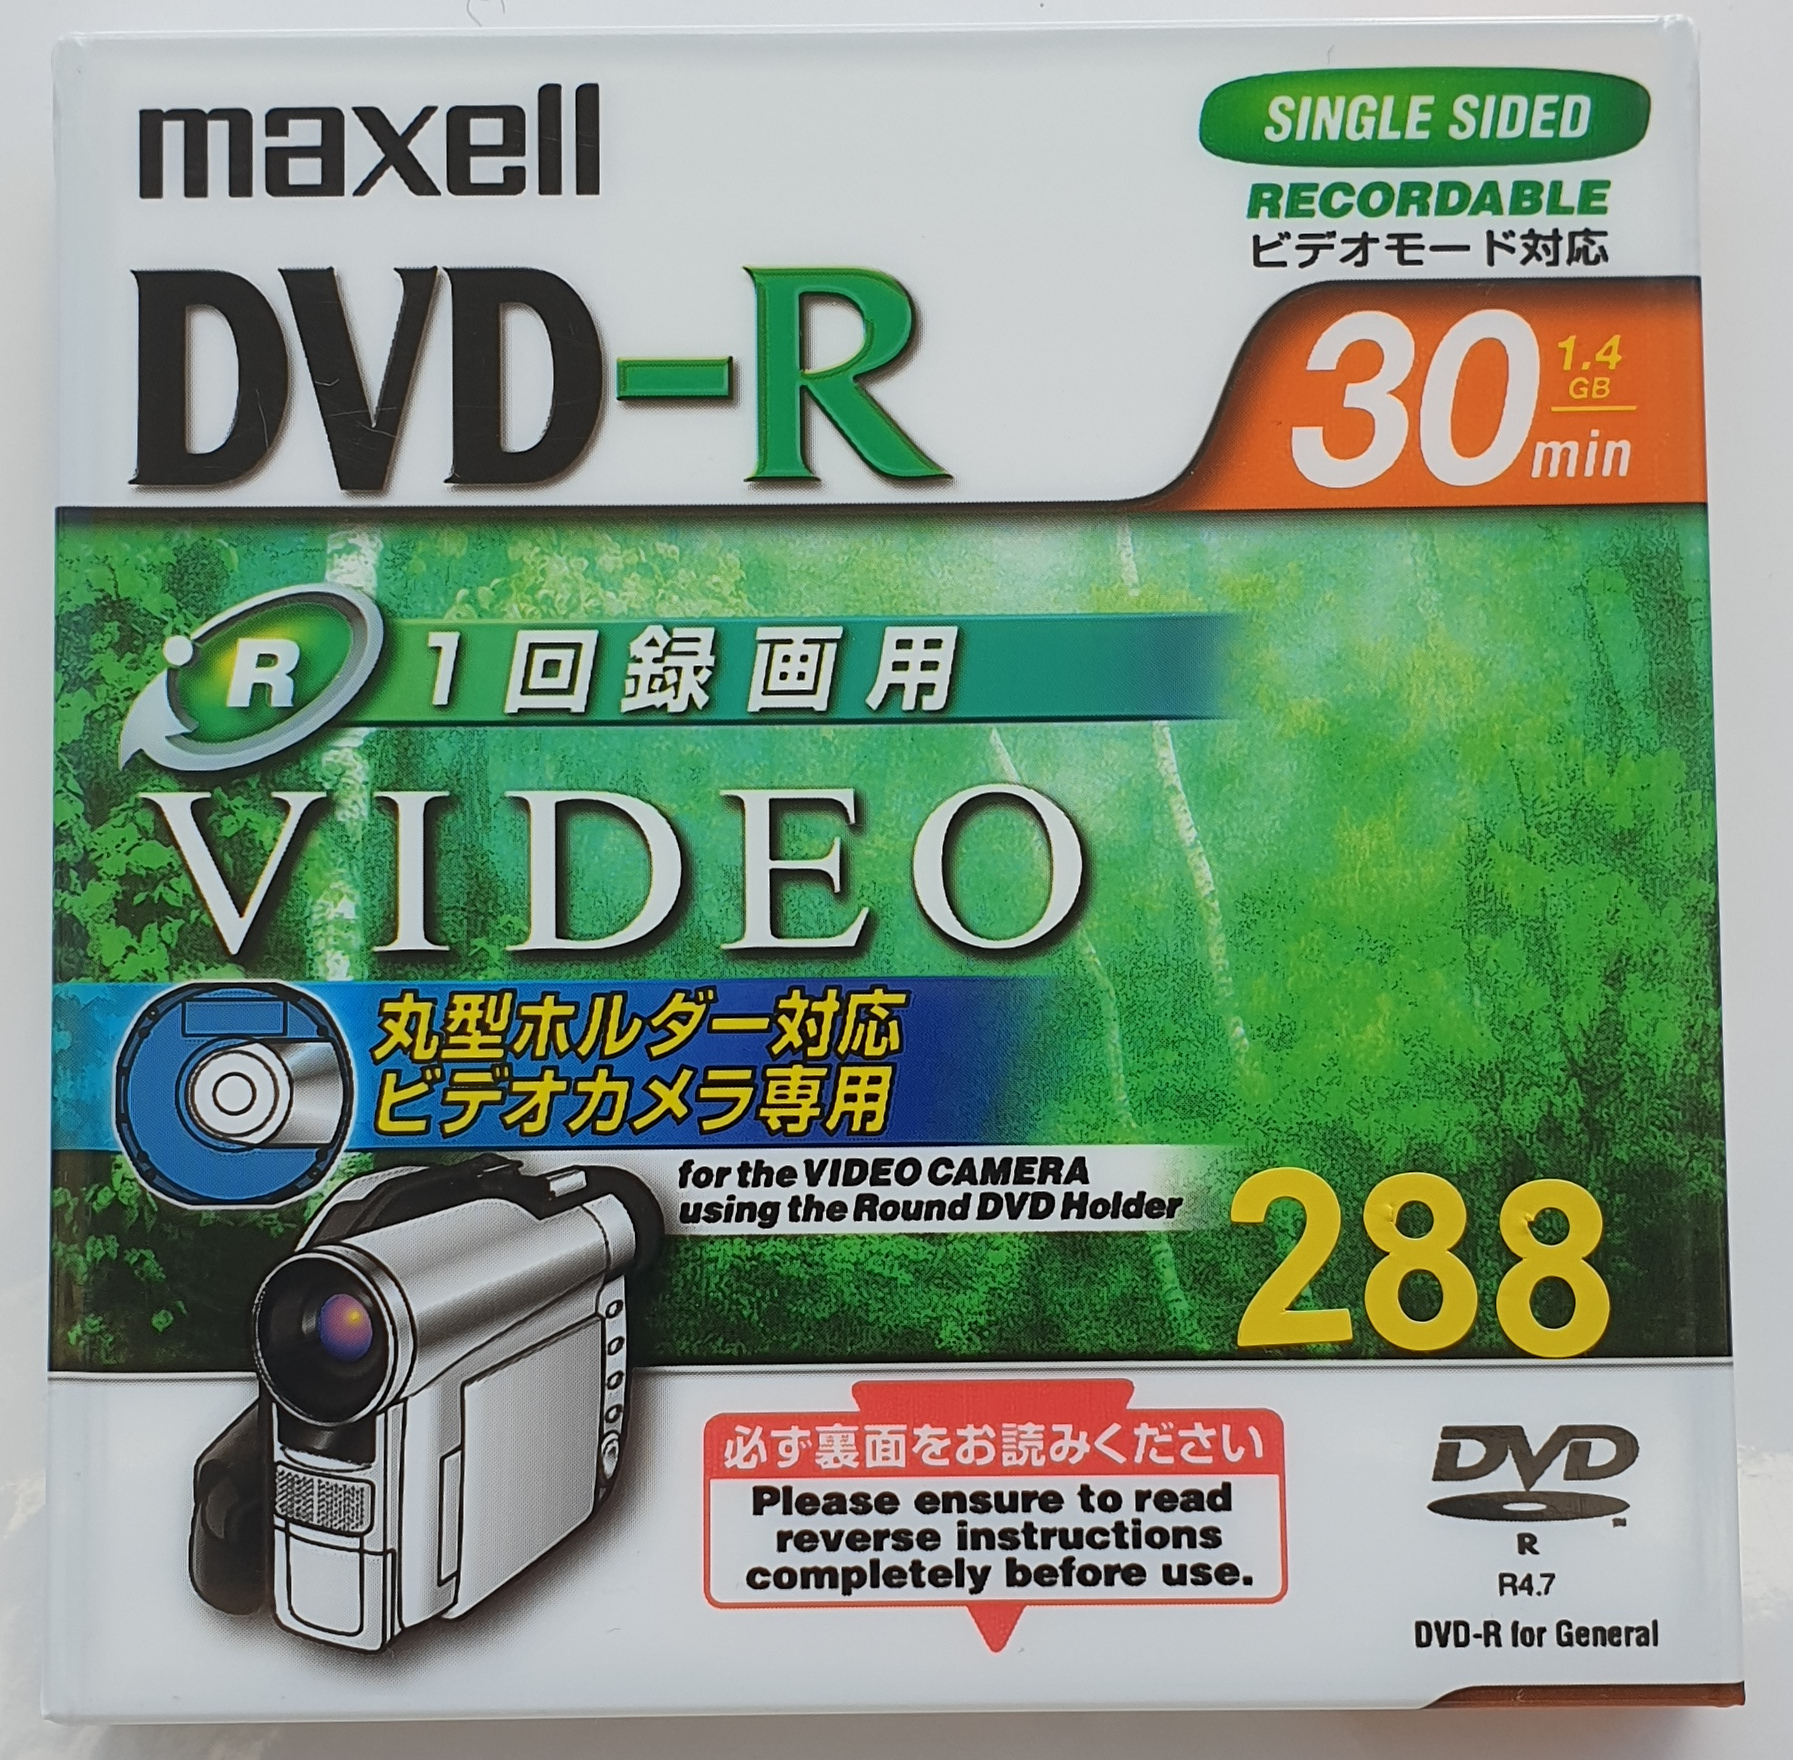 maxell
SINGLE SIDED
RECORDABLE
ビデオモード対応
DVD-R
30min
1.4
GB
R
1回録画用
VIDEO
丸型ホルダー対応
ビデオカメラ専用
for the VIDEO CAMERA
using the Round DVD Holder
288
必ず裏面をお読みください
Please ensure to read
reverse instructions
completely before use.
DVD
™
R
R4.7
DVD-R for General